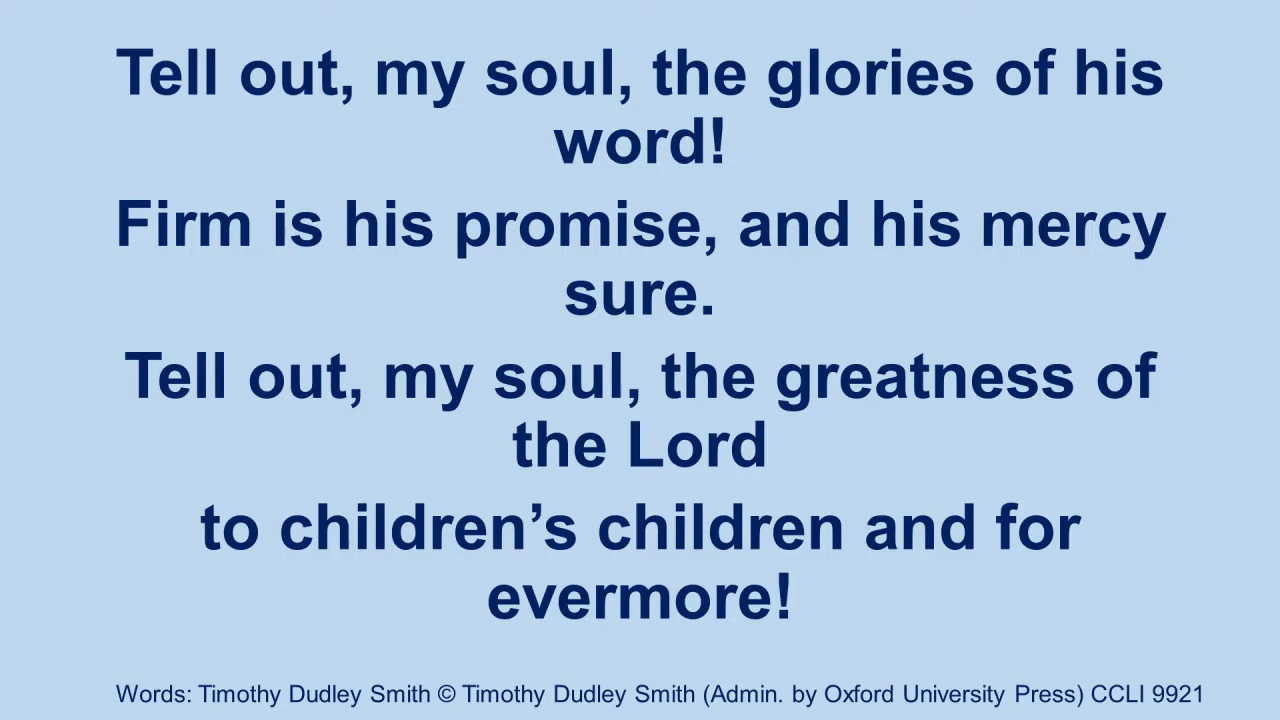 Tell out, my soul, the glories of his
word!
Firm is his promise, and his mercy
sure.
Tell out, my soul, the greatness of
the Lord
to children’s children and for
evermore!
Words: Timothy Dudley Smith © Timothy Dudley Smith (Admin. by Oxford University Press) CCLI 9921